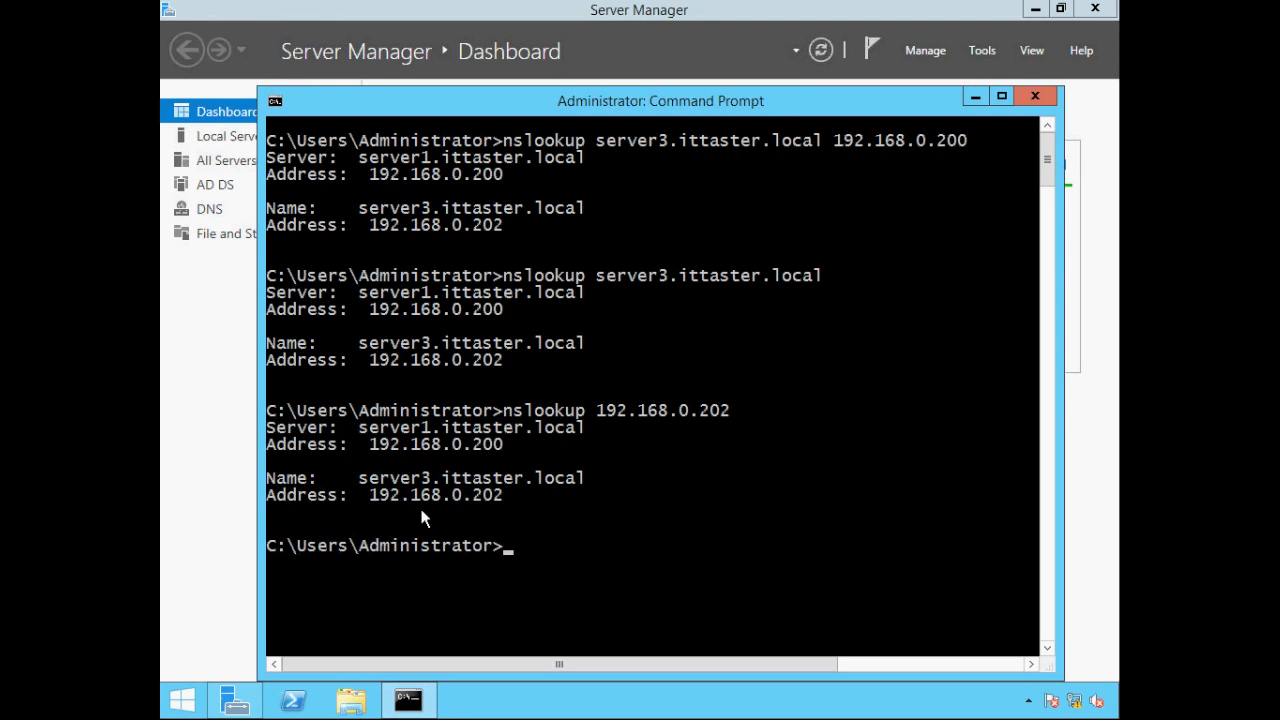 Server Manager
Server Manager Dashboard
Manage Tools View Help
Administrator: Command Prompt
Dashboar
Local Serve
All Servers
AD DS
DNS
File and St
C:\Users\Administrator>nslookup server3.ittaster.local 192.168.0.200
Server: server1.ittaster.local
Address: 192.168.0.200
Name: server3.ittaster.local
Address: 192.168.0.202
C:\Users\Administrator>nslookup server3.ittaster.local
Server: server1.ittaster.local
Address: 192.168.0.200
Name: server3.ittaster.local
Address: 192.168.0.202
C:\Users\Administrator>nslookup 192.168.0.202
Server: server1.ittaster.local
Address: 192.168.0.200
Name: server3.ittaster.local
Address: 192.168.0.202
C:\Users\Administrator>_